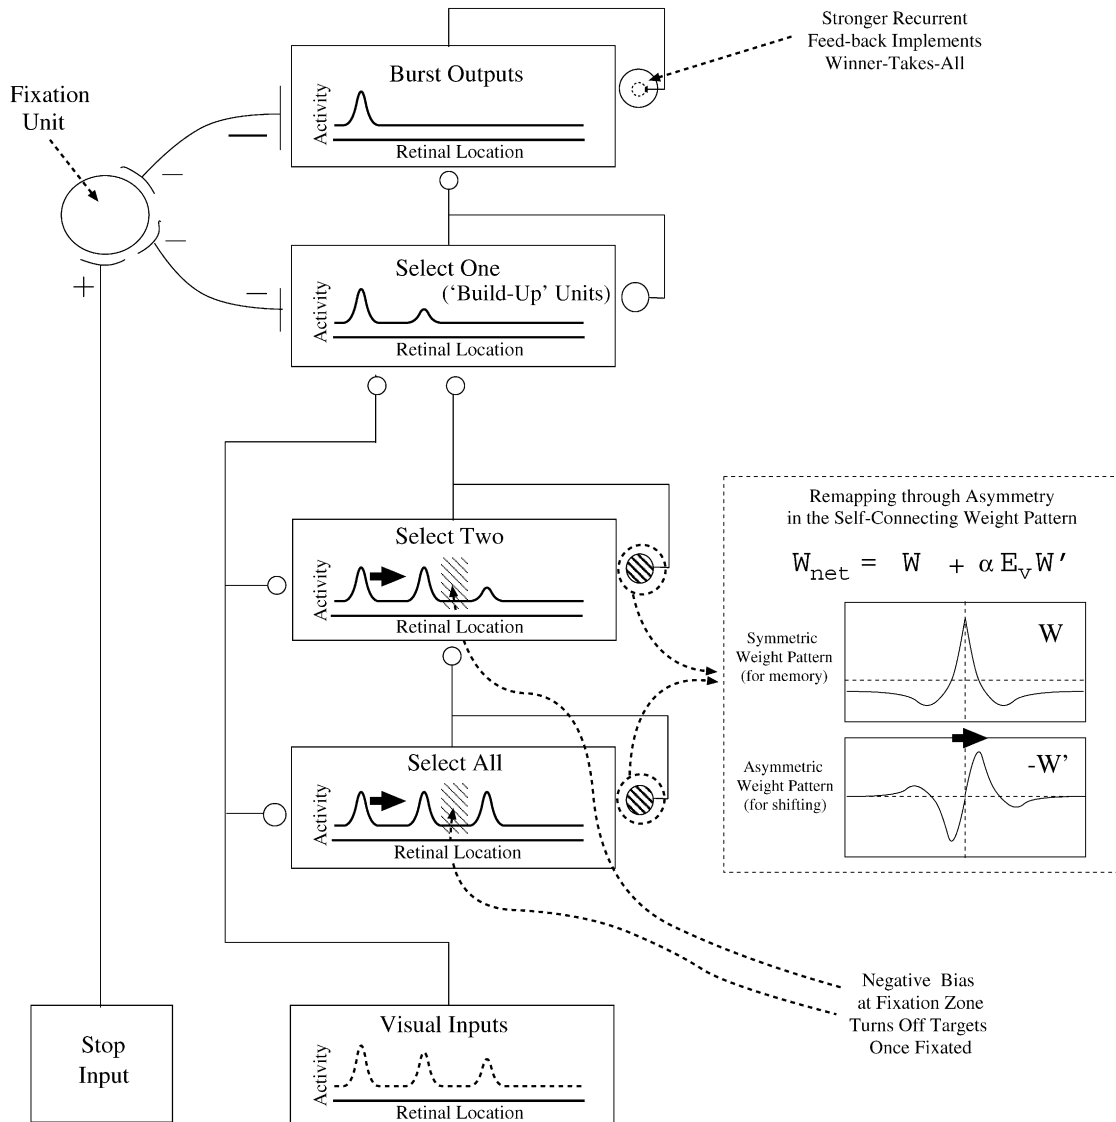 Stronger Recurrent
Feed-back Implements
Winner-Takes-All
Fixation
Unit
Burst Outputs
Activity
Retinal Location
—
—
—
+
—
Select One
('Build-Up' Units)
Activity
Retinal Location
Select Two
Activity
Retinal Location
Select All
Activity
Retinal Location
Remapping through Asymmetry
in the Self-Connecting Weight Pattern
Wnet = W + αEvW'
Symmetric
Weight Pattern
(for memory)
W
Asymmetric
Weight Pattern
(for shifting)
-W'
Negative Bias
at Fixation Zone
Turns Off Targets
Once Fixated
Stop
Input
Visual Inputs
Activity
Retinal Location